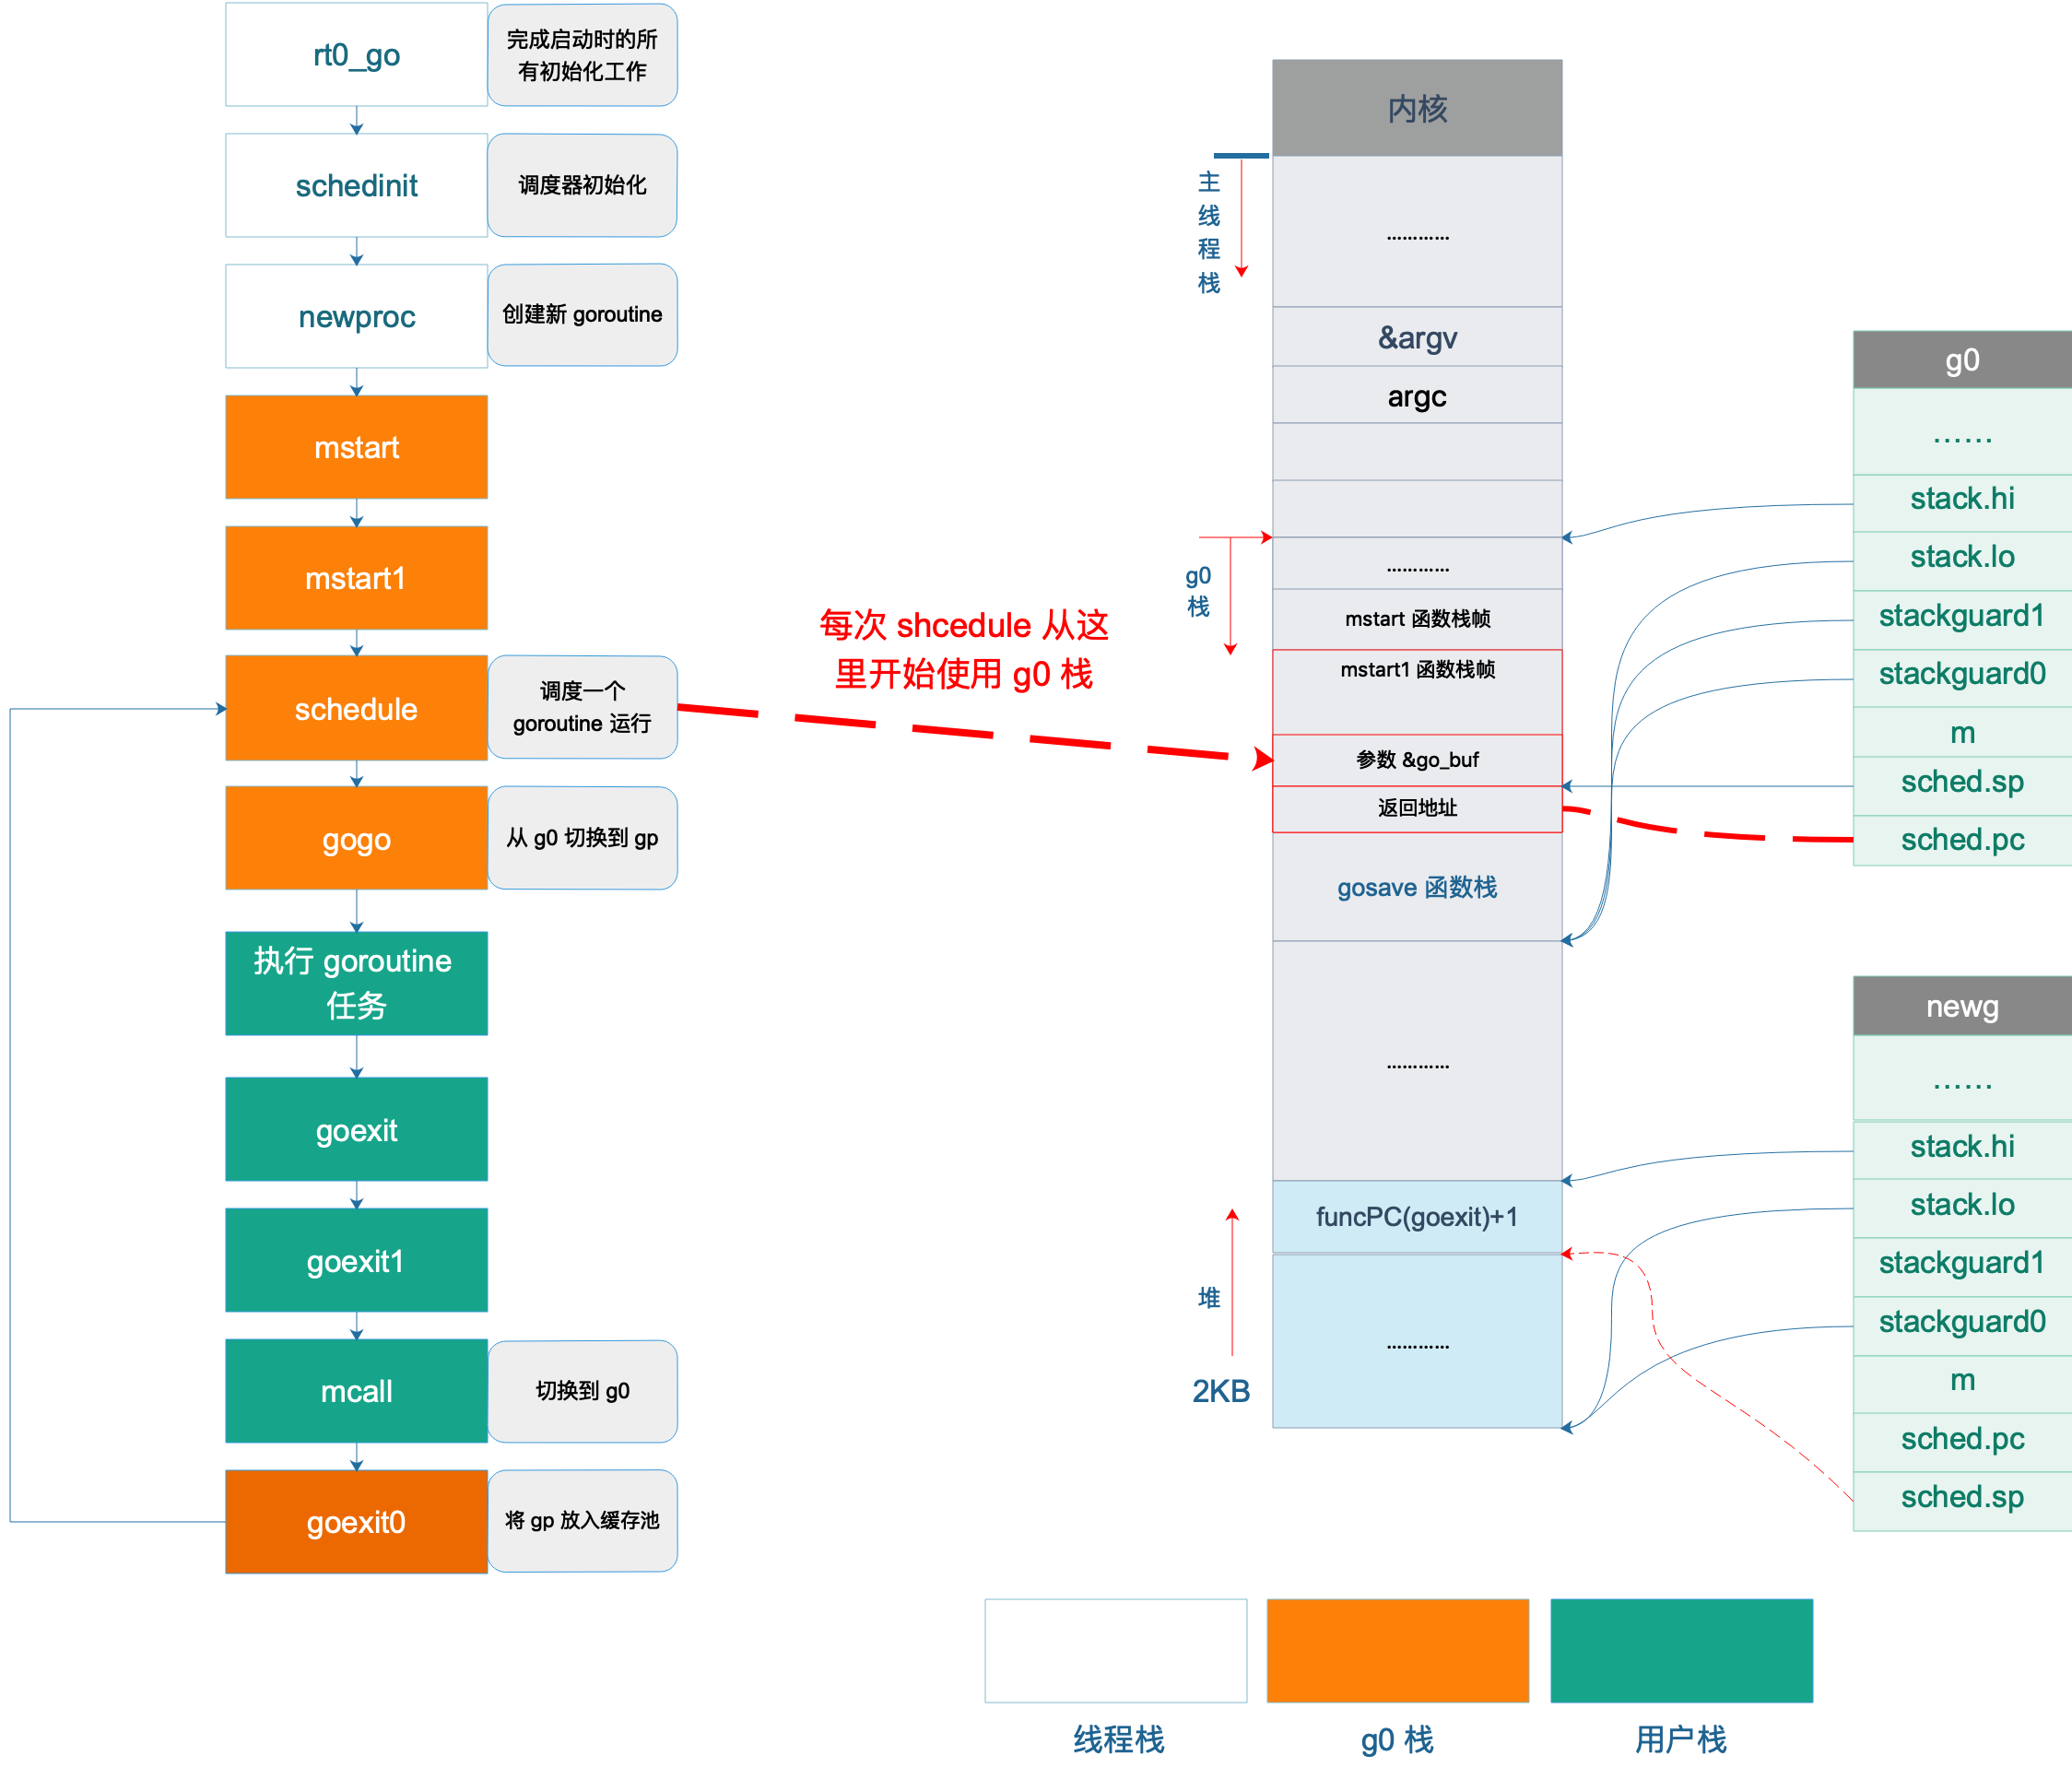 rt0_go
完成启动时的所
有初始化工作
schedinit
调度器初始化
newproc
创建新 goroutine
mstart
mstart1
schedule
调度一个
goroutine 运行
gogo
从 g0 切换到 gp
执行 goroutine
任务
goexit
goexit1
mcall
切换到 g0
goexit0
将 gp 放入缓存池
每次 shcedule 从这
里开始使用 g0 栈
主
线
程
栈
g0
栈
堆
2KB
内核
…………
&argv
argc
…………
mstart 函数栈帧
mstart1 函数栈帧
参数 &go_buf
返回地址
gosave 函数栈
…………
funcPC(goexit)+1
…………
g0
……
stack.hi
stack.lo
stackguard1
stackguard0
m
sched.sp
sched.pc
newg
……
stack.hi
stack.lo
stackguard1
stackguard0
m
sched.pc
sched.sp
线程栈
g0 栈
用户栈